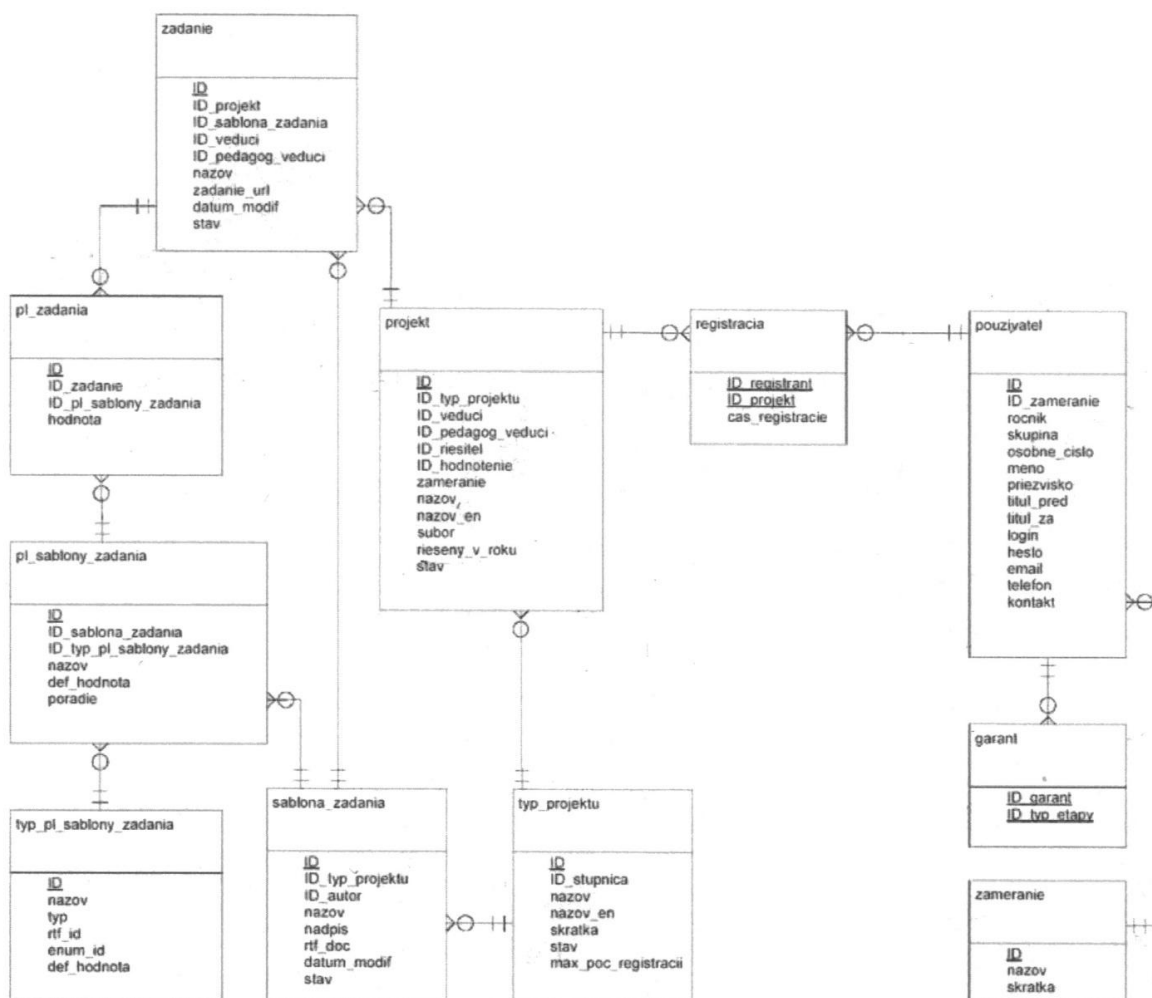 zadanie
ID
ID_projekt
ID_sablona_zadania
ID_veduci
ID_pedagog_veduci
nazov
zadanie_url
datum_modif
stav
pl_zadania
ID
ID_zadanie
ID_pl_sablony_zadania
hodnota
projekt
ID
ID_typ_projektu
ID_veduci
ID_pedagog_veduci
ID_riesitel
ID_hodnotenie
zameranie
nazov
nazov_en
subor
rieseny_v_roku
stav
registracia
ID_registrant
ID_projekt
cas_registracie
pouzivatel
ID
ID_zameranie
rocnik
skupina
osobne_cislo
meno
priezvisko
titul_pred
titul_za
login
heslo
email
telefon
kontakt
pl_sablony_zadania
ID
ID_sablona_zadania
ID_typ_pl_sablony_zadania
nazov
def_hodnota
poradie
garant
ID_garant
ID_typ_etapy
typ_pl_sablony_zadania
ID
nazov
typ
rtf_id
enum_id
def_hodnota
sablona_zadania
ID
ID_typ_projektu
ID_autor
nazov
nadpis
rtf_doc
datum_modif
stav
typ_projektu
ID
ID_stupnica
nazov
nazov_en
skratka
stav
max_poc_registracii
zameranie
ID
nazov
skratka